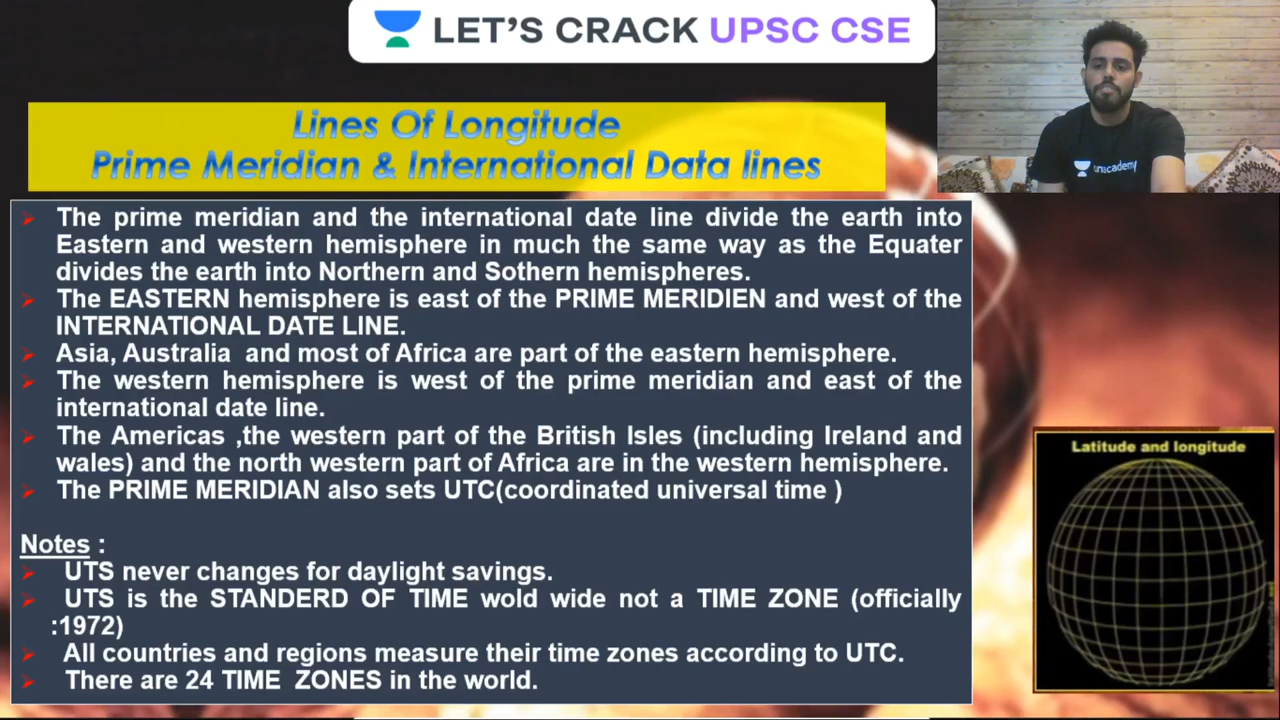 LET'S CRACK UPSC CSE
Lines Of Longitude
Prime Meridian & International Data lines
The prime meridian and the international date line divide the earth into
Eastern and western hemisphere in much the same way as the Equater
divides the earth into Northern and Sothern hemispheres.
The EASTERN hemisphere is east of the PRIME MERIDIEN and west of the
INTERNATIONAL DATE LINE.
Asia, Australia and most of Africa are part of the eastern hemisphere.
The western hemisphere is west of the prime meridian and east of the
international date line.
The Americas ,the western part of the British Isles (including Ireland and
wales) and the north western part of Africa are in the western hemisphere.
The PRIME MERIDIAN also sets UTC(coordinated universal time )
Notes :
UTS never changes for daylight savings.
UTS is the STANDERD OF TIME wold wide not a TIME ZONE (officially
:1972)
All countries and regions measure their time zones according to UTC.
There are 24 TIME ZONES in the world.
unacademy
Latitude and longitude